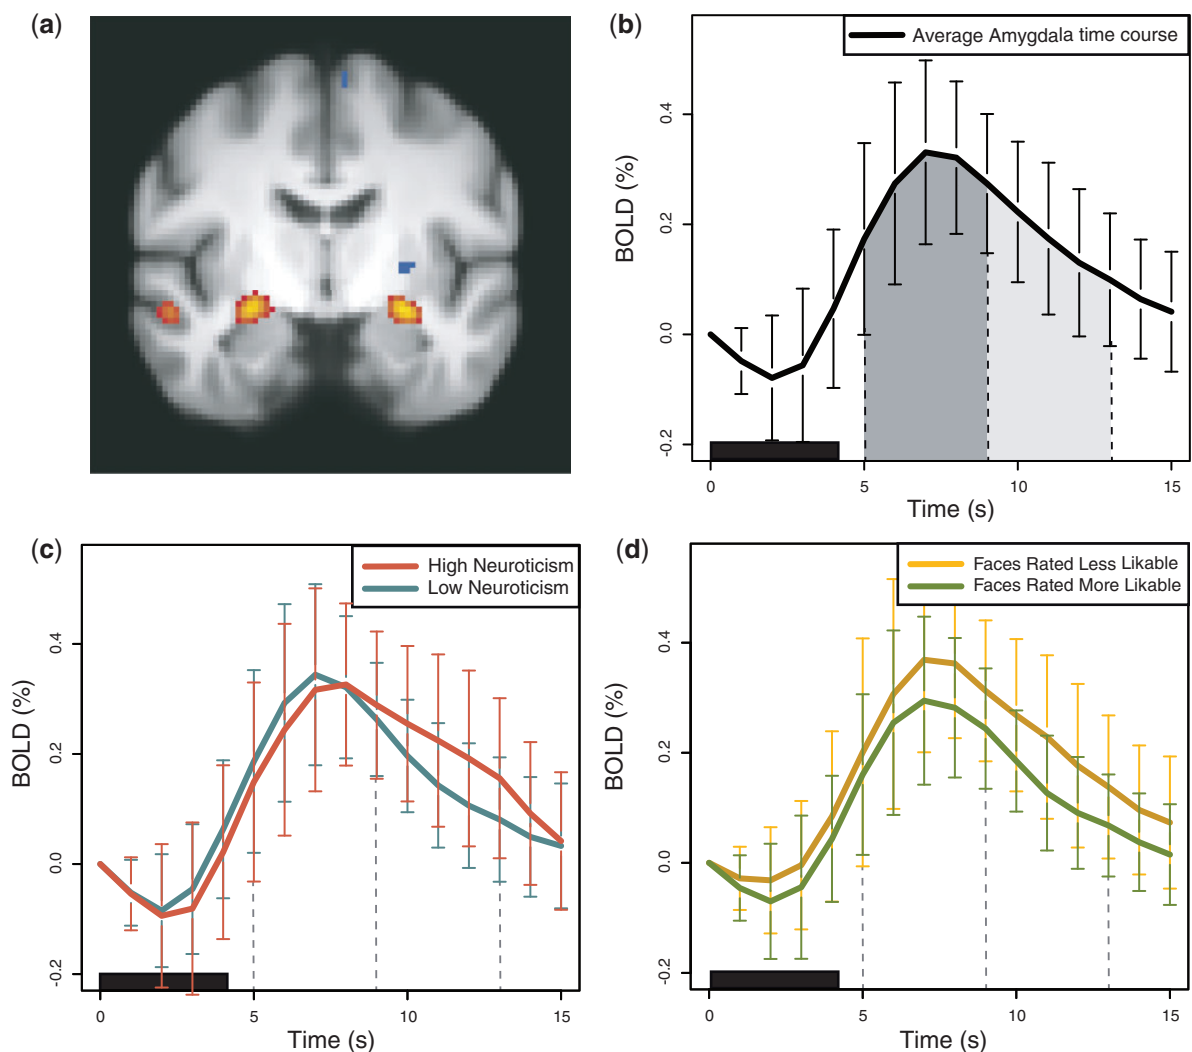 (a)
(b)
Average Amygdala time course
BOLD (%)
0.4
0.2
0.0
-0.2
0
5
10
15
Time (s)
(c)
High Neuroticism
Low Neuroticism
BOLD (%)
0.4
0.2
0.0
-0.2
0
5
10
15
Time (s)
(d)
Faces Rated Less Likable
Faces Rated More Likable
BOLD (%)
0.4
0.2
0.0
-0.2
0
5
10
15
Time (s)